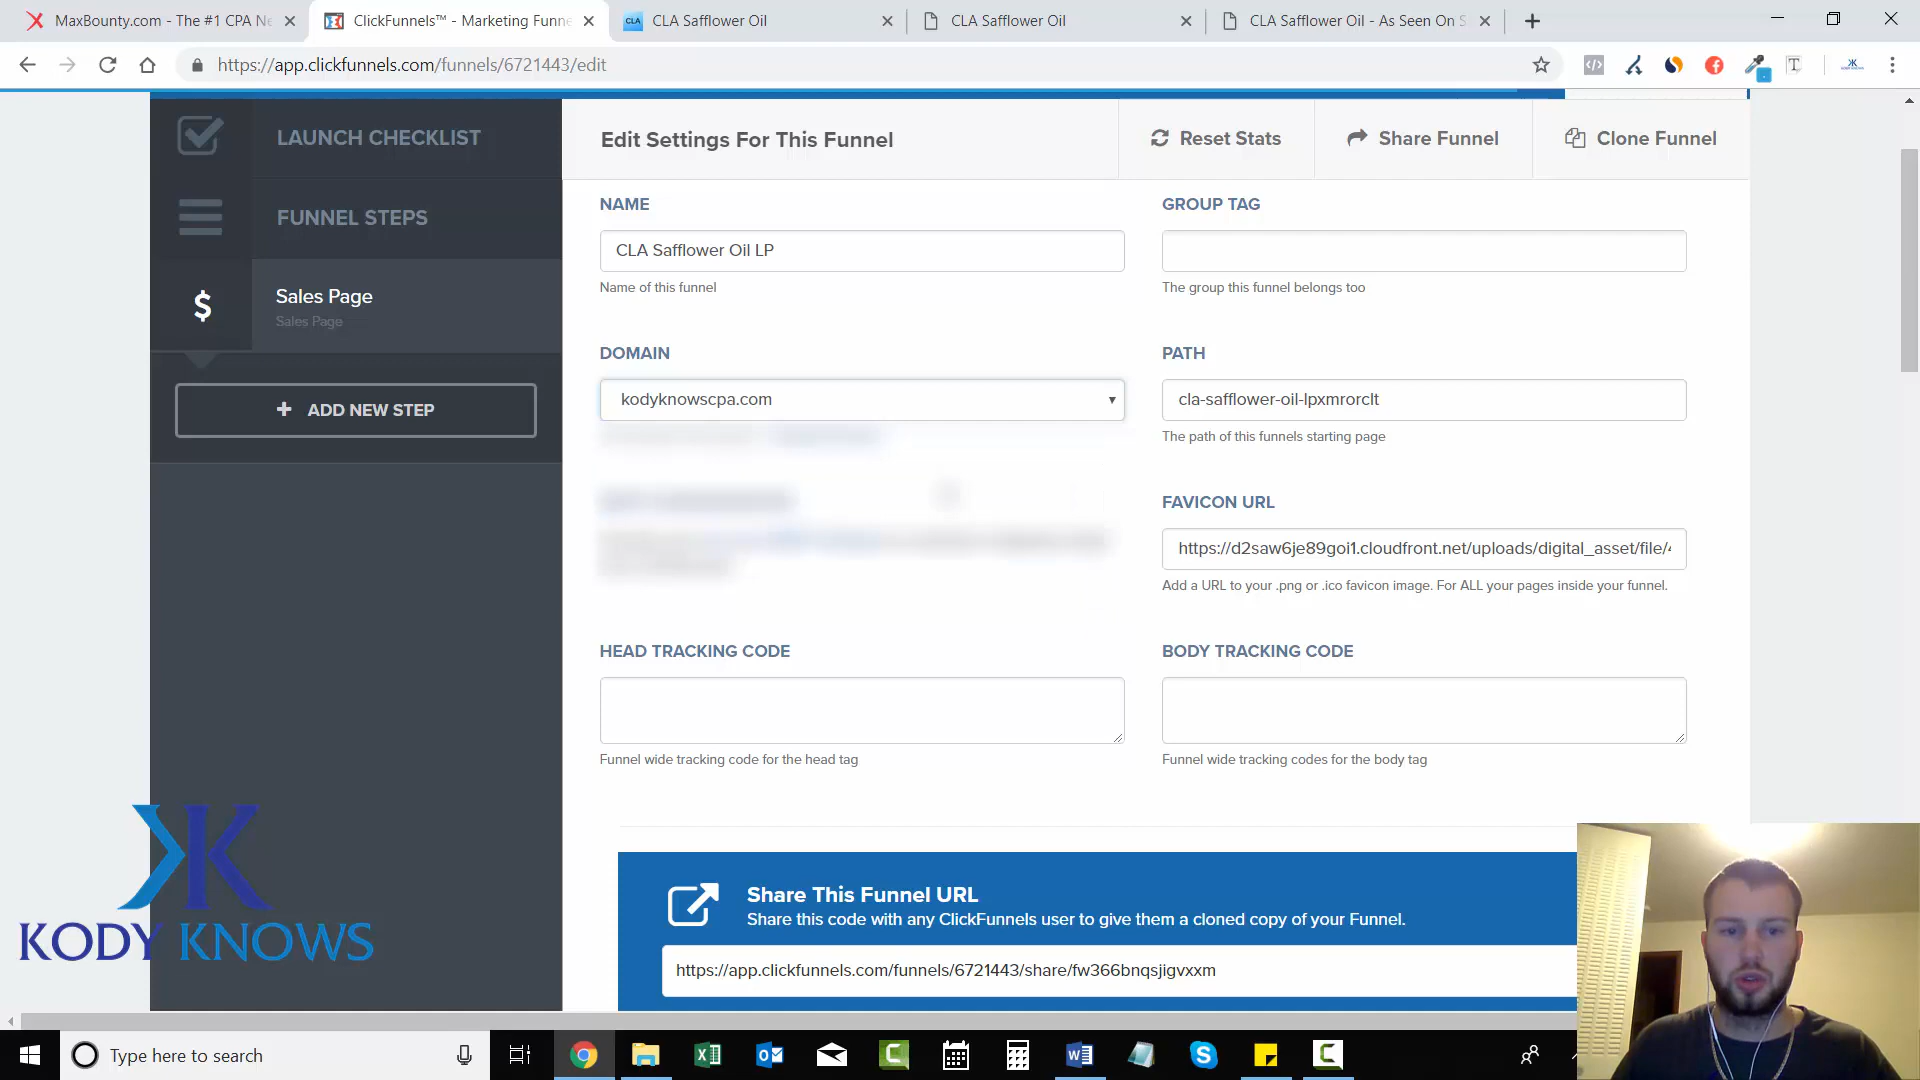 MaxBounty.com - The #1 CPA Ne
ClickFunnels™ - Marketing Funne
CLA Safflower Oil
CLA Safflower Oil
CLA Safflower Oil - As Seen On S
https://app.clickfunnels.com/funnels/6721443/edit
LAUNCH CHECKLIST
FUNNEL STEPS
Sales Page
Sales Page
+ ADD NEW STEP
Edit Settings For This Funnel
Reset Stats
Share Funnel
Clone Funnel
NAME
CLA Safflower Oil LP
Name of this funnel
GROUP TAG
The group this funnel belongs too
DOMAIN
kodyknowscpa.com
PATH
cla-safflower-oil-lpxmrorclt
The path of this funnels starting page
FAVICON URL
https://d2saw6je89goi1.cloudfront.net/uploads/digital_asset/file/4
Add a URL to your .png or .ico favicon image. For ALL your pages inside your funnel.
HEAD TRACKING CODE
Funnel wide tracking code for the head tag
BODY TRACKING CODE
Funnel wide tracking codes for the body tag
Share This Funnel URL
Share this code with any ClickFunnels user to give them a cloned copy of your Funnel.
https://app.clickfunnels.com/funnels/6721443/share/fw366bnqsjigvxxm
KODY KNOWS
Type here to search